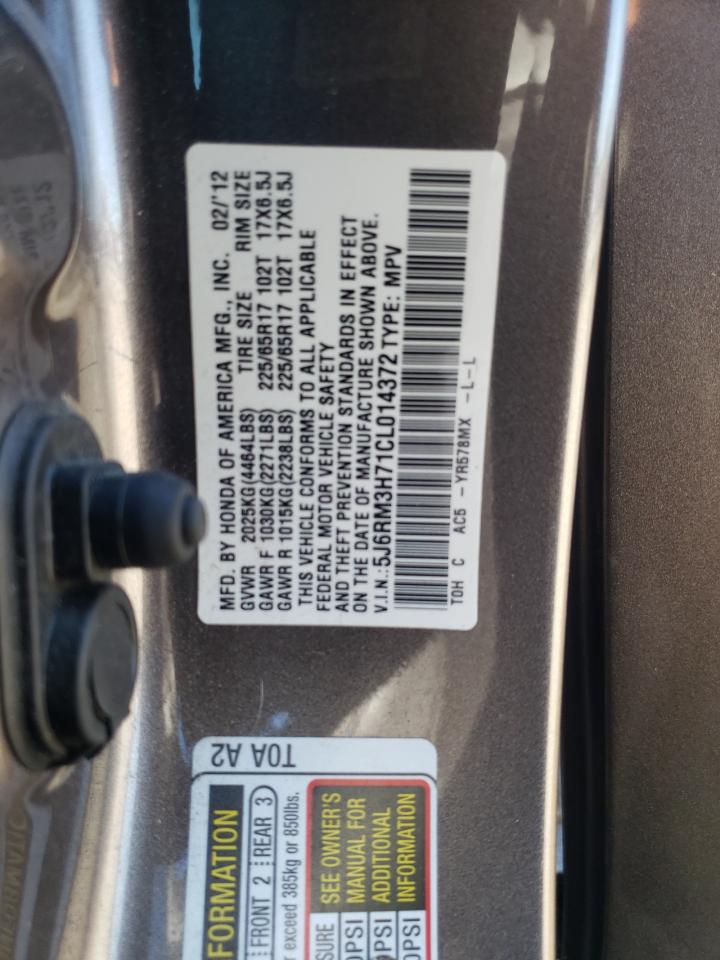 MFD. BY HONDA OF AMERICA MFG., INC. 02/'12
GVWR 2025KG(4464LBS) TIRE SIZE RIM SIZE
GAWR F 1030KG(2271LBS) 225/65R17 102T 17X6.5J
GAWR R 1015KG(2238LBS) 225/65R17 102T 17X6.5J
THIS VEHICLE CONFORMS TO ALL APPLICABLE
FEDERAL MOTOR VEHICLE SAFETY
AND THEFT PREVENTION STANDARDS IN EFFECT
ON THE DATE OF MANUFACTURE SHOWN ABOVE.
V.I.N.:5J6RM3H71CL014372 TYPE: MPV
TOH C AC5 -YR578MX -L-L
T0A A2
FORMATION
FRONT 2 REAR 3
r exceed 385kg or 850lbs.
SURE SEE OWNER'S
0PSI MANUAL FOR
0PSI ADDITIONAL
0PSI INFORMATION